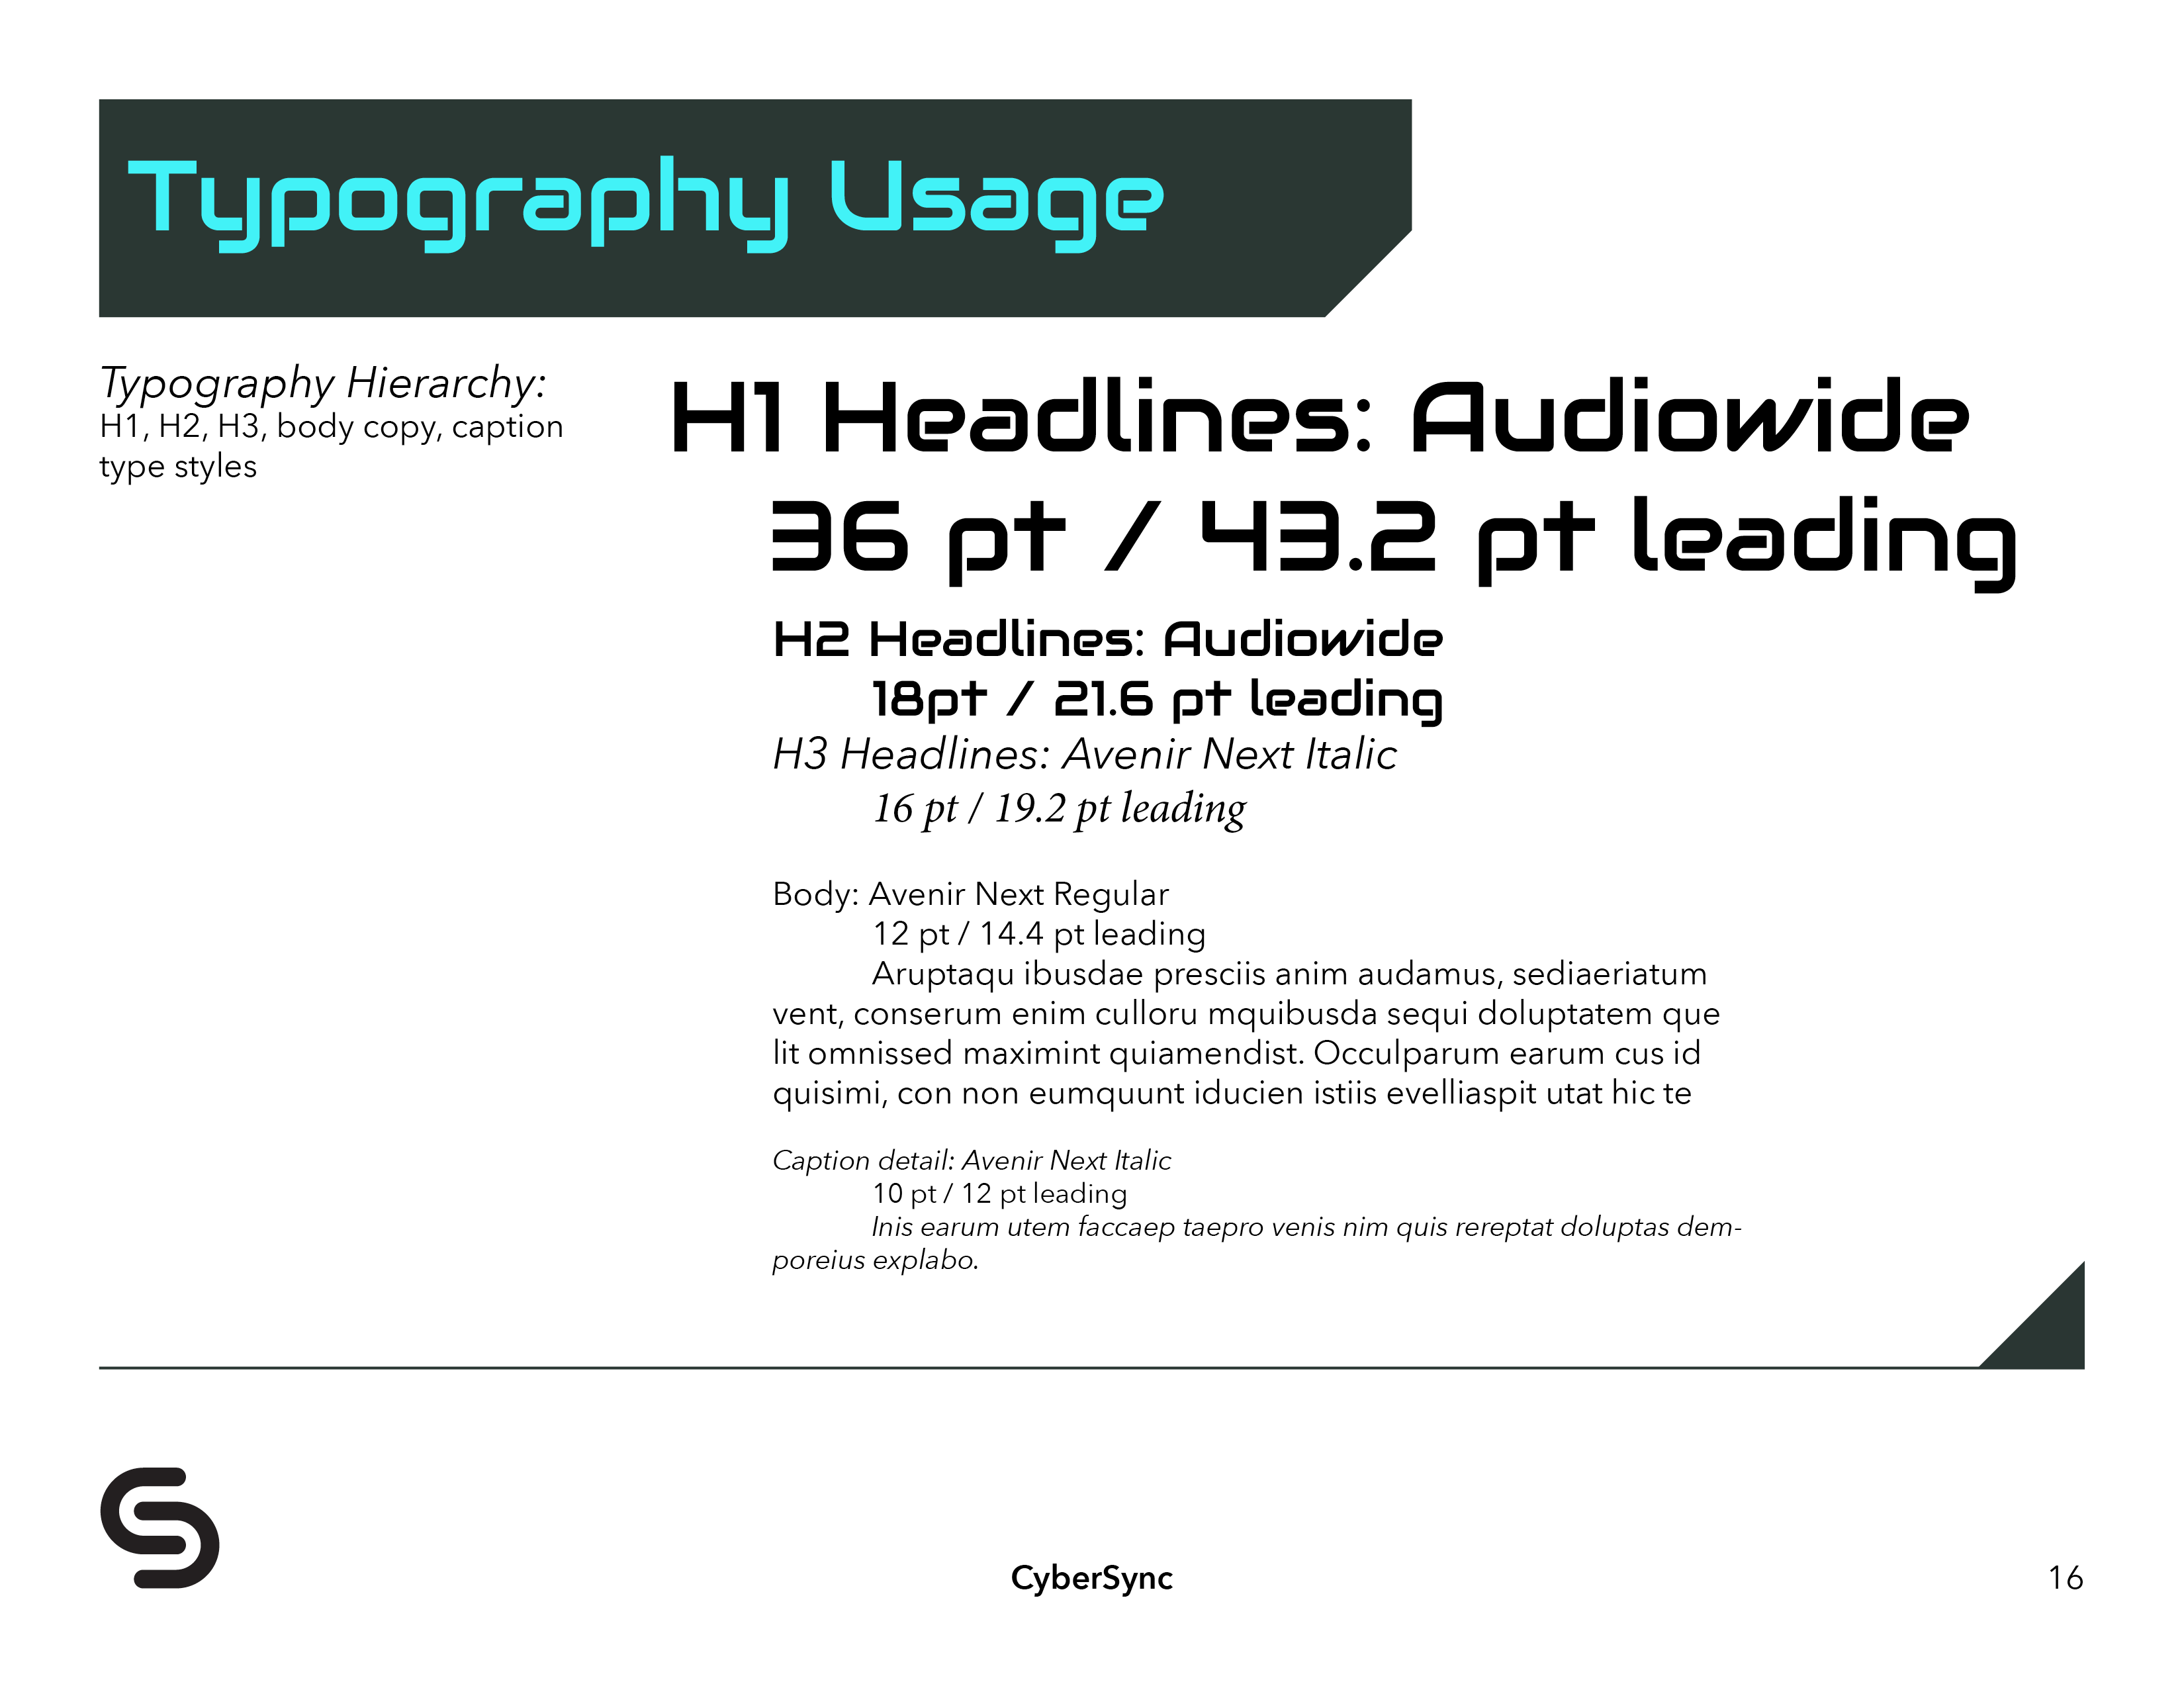 Typography Usage
Typography Hierarchy:
H1, H2, H3, body copy, caption
type styles
H1 Headlines: Audiowide
36 pt / 43.2 pt leading
H2 Headlines: Audiowide
18pt / 21.6 pt leading
H3 Headlines: Avenir Next Italic
16 pt / 19.2 pt leading
Body: Avenir Next Regular
12 pt / 14.4 pt leading
Aruptaqu ibusdae presciis anim audamus, sediaeriatum
vent, conserum enim culloru mquibusda sequi doluptatem que
lit omnissed maximint quiamendist. Occulparum earum cus id
quisimi, con non eumquunt iducien istiis evelliaspit utat hic te
Caption detail: Avenir Next Italic
10 pt / 12 pt leading
Inis earum utem faccaep taepro venis nim quis rereptat doluptas dem-
poreius explabo.
CyberSync
16